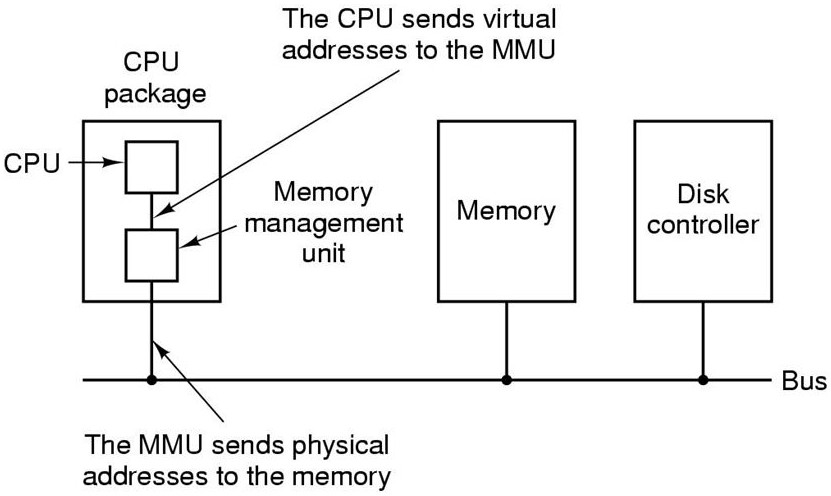 The CPU sends virtual
addresses to the MMU
CPU
package
CPU
Memory
management
unit
Memory
Disk
controller
Bus
The MMU sends physical
addresses to the memory